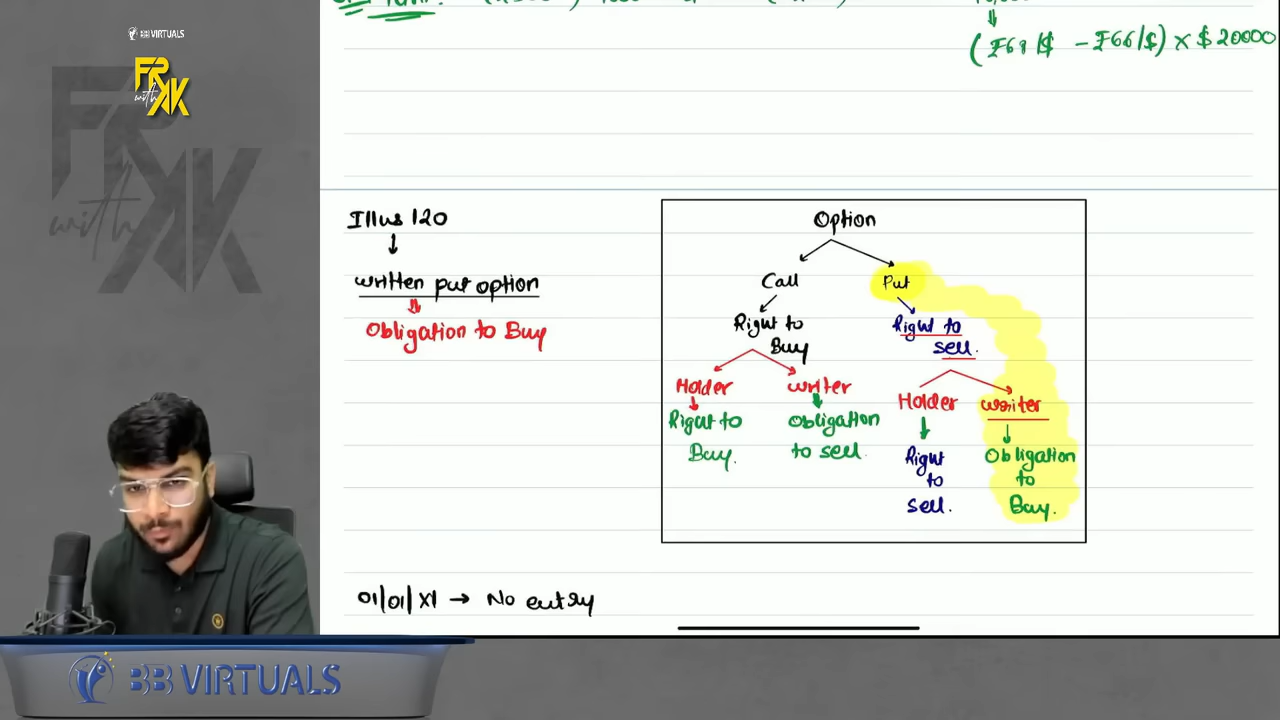 BB VIRTUALS
FR
with
KK
(₹68/$ - ₹66/$) × $20000
Illus 120
written put option
Obligation to Buy
Option
Call
Put
Right to
Buy
Right to
sell.
Holder
writer
Holder
writer
Right to
Buy.
Obligation
to sell.
Right
to
sell.
Obligation
to
Buy.
01/01/X1 → No entry
BB VIRTUALS